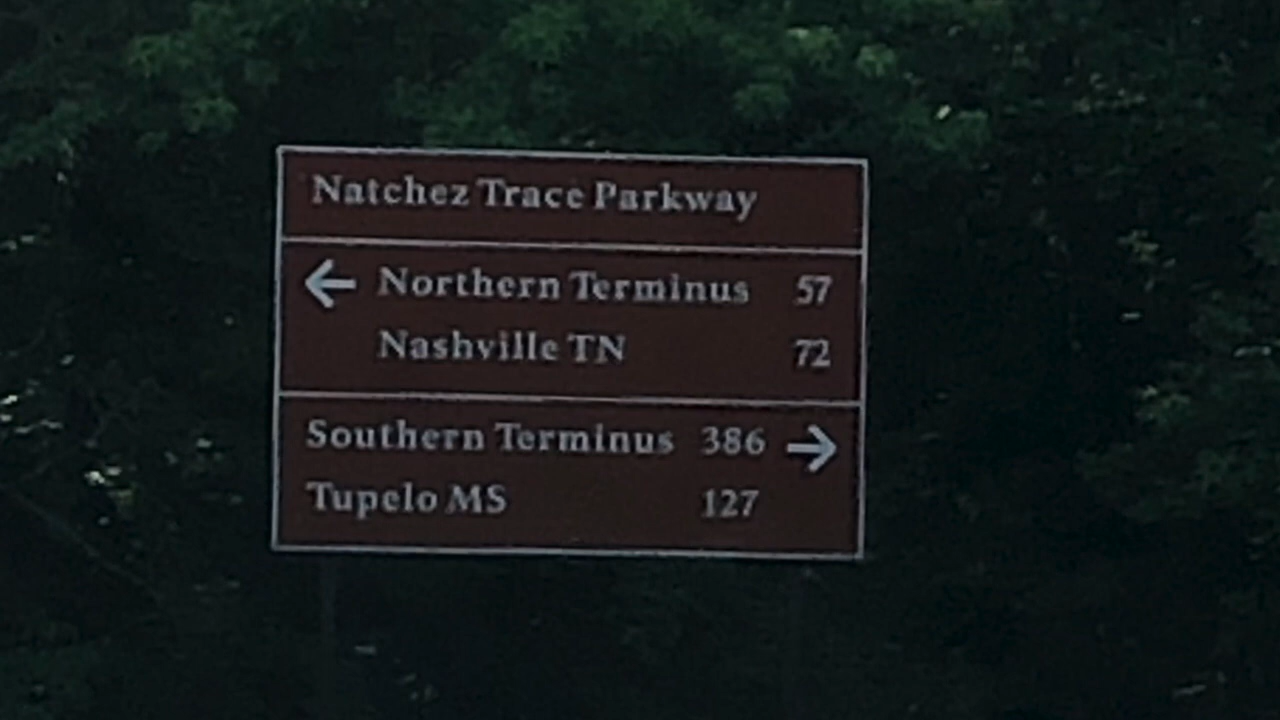 Natchez Trace Parkway
← Northern Terminus 57
Nashville TN 72
Southern Terminus 386 →
Tupelo MS 127